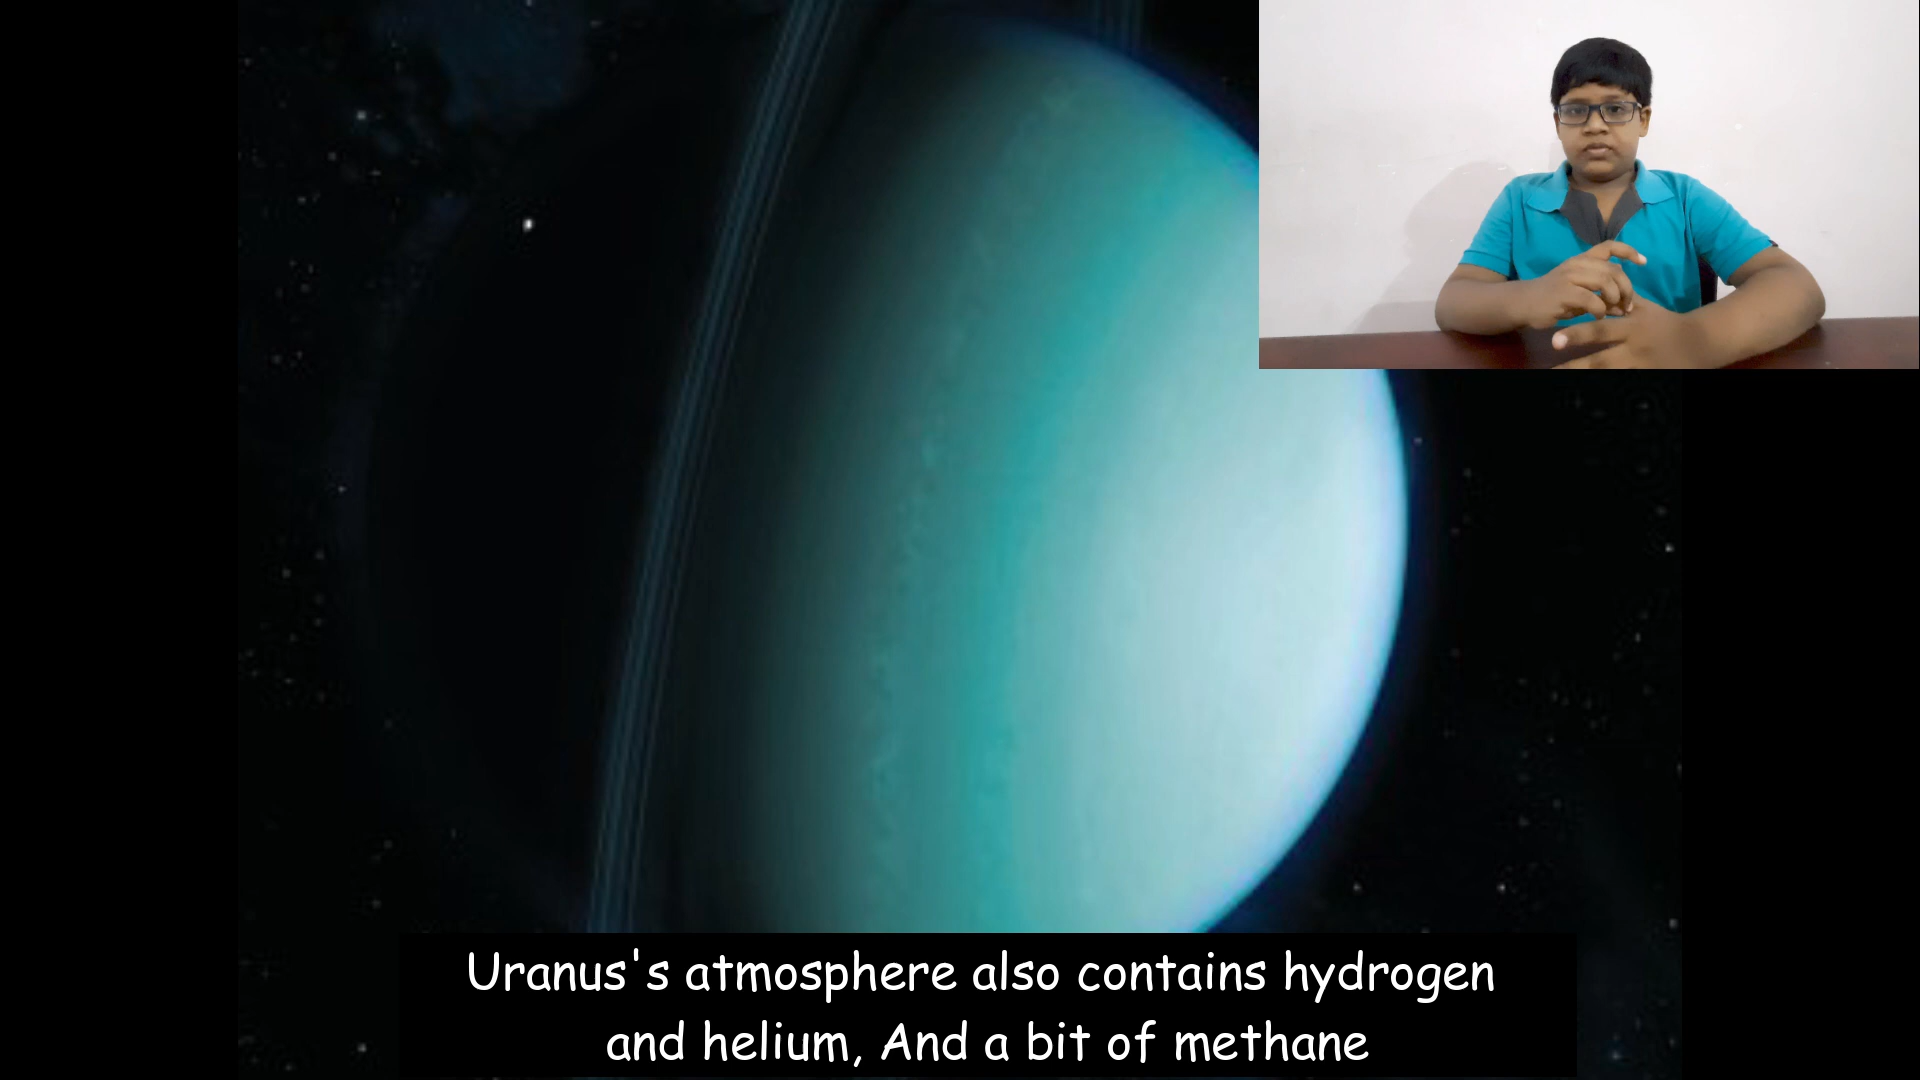 Uranus's atmosphere also contains hydrogen
and helium, And a bit of methane